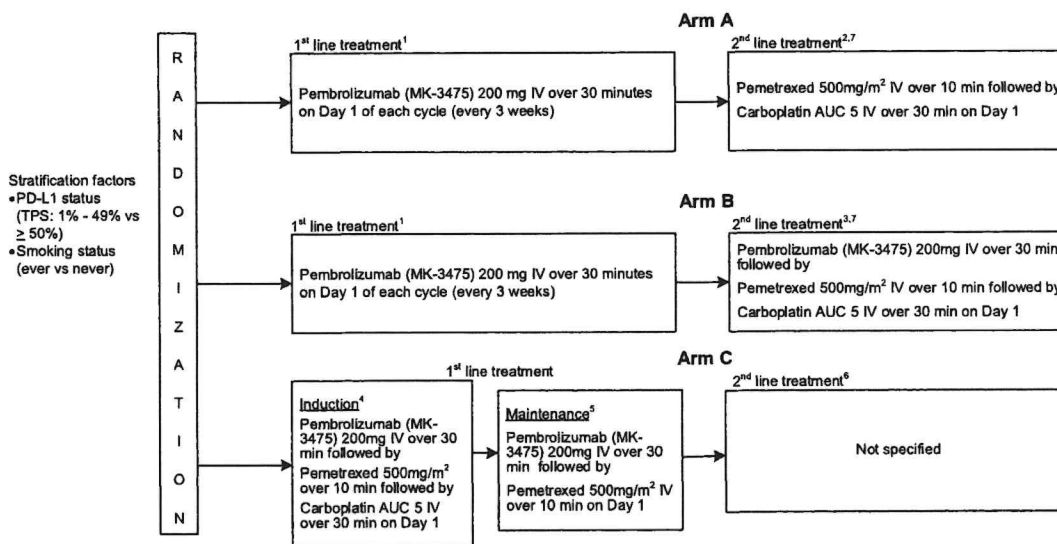 Stratification factors
•PD-L1 status
(TPS: 1% - 49% vs
≥ 50%)
•Smoking status
(ever vs never)
R
A
N
D
O
M
I
Z
A
T
I
O
N
Arm A
1st line treatment1
Pembrolizumab (MK-3475) 200 mg IV over 30 minutes
on Day 1 of each cycle (every 3 weeks)
2nd line treatment2,7
Pemetrexed 500mg/m2 IV over 10 min followed by
Carboplatin AUC 5 IV over 30 min on Day 1
Arm B
1st line treatment1
Pembrolizumab (MK-3475) 200 mg IV over 30 minutes
on Day 1 of each cycle (every 3 weeks)
2nd line treatment3,7
Pembrolizumab (MK-3475) 200mg IV over 30 min
followed by
Pemetrexed 500mg/m2 IV over 10 min followed by
Carboplatin AUC 5 IV over 30 min on Day 1
Arm C
1st line treatment
Induction4
Pembrolizumab (MK-
3475) 200mg IV over 30
min followed by
Pemetrexed 500mg/m2
over 10 min followed by
Carboplatin AUC 5 IV
over 30 min on Day 1
Maintenance5
Pembrolizumab (MK-
3475) 200mg IV over 30
min followed by
Pemetrexed 500mg/m2 IV
over 10 min on Day 1
2nd line treatment6
Not specified